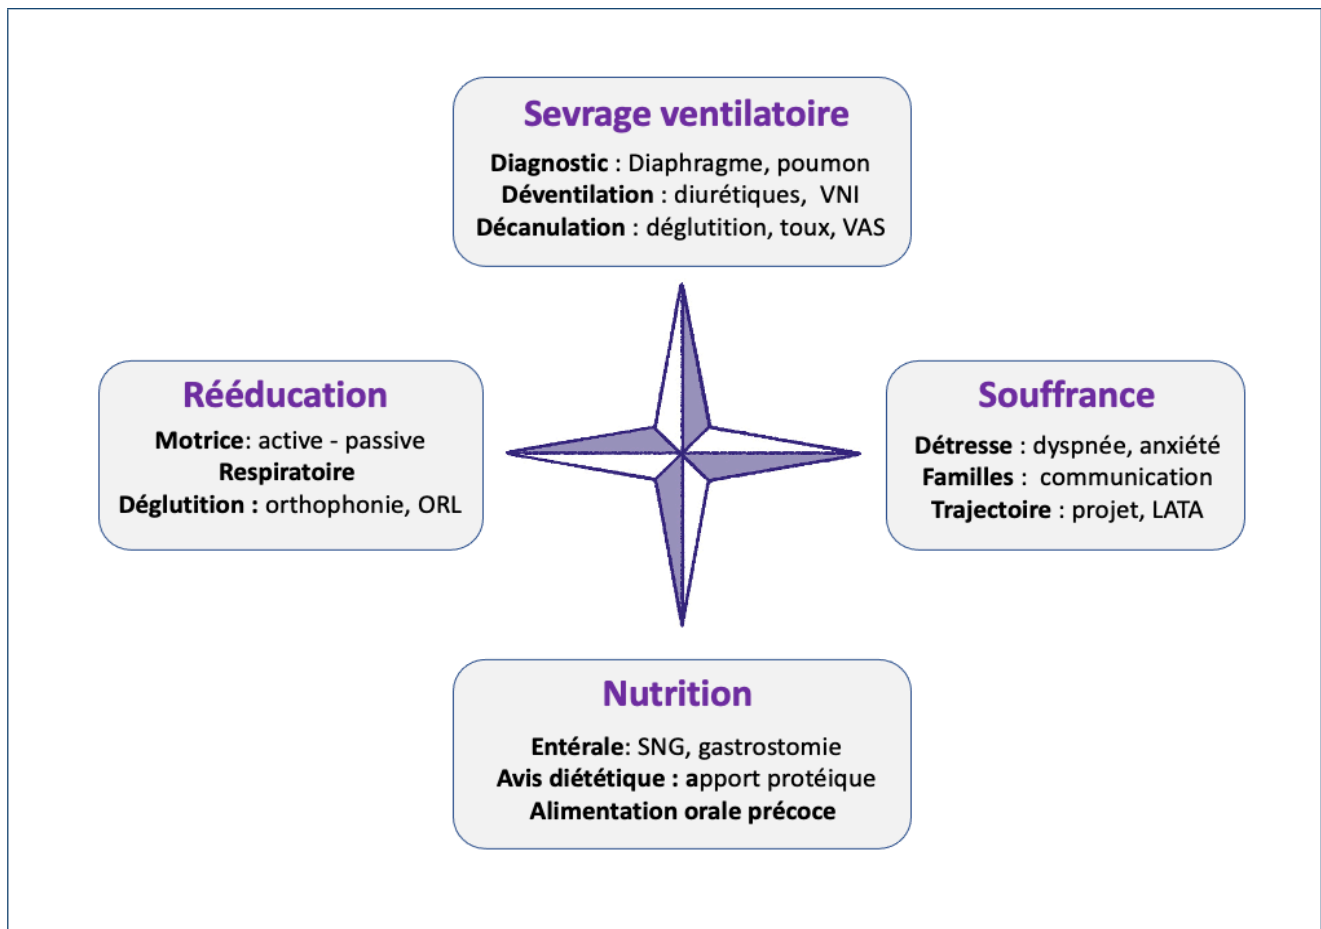 Sevrage ventilatoire
Diagnostic : Diaphragme, poumon
Déventilation : diurétiques, VNI
Décanulation : déglutition, toux, VAS
Rééducation
Motrice: active - passive
Respiratoire
Déglutition : orthophonie, ORL
Souffrance
Détresse : dyspnée, anxiété
Familles : communication
Trajectoire : projet, LATA
Nutrition
Entérale: SNG, gastrostomie
Avis diététique : apport protéique
Alimentation orale précoce